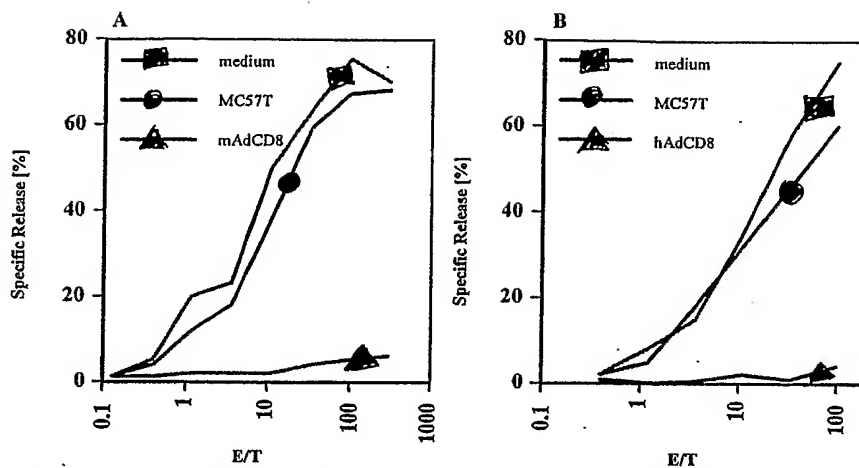 A
Specific Release [%]
80
60
40
20
0
medium
MC57T
mAdCD8
0.1
1
10
100
1000
E/T
B
Specific Release [%]
80
60
40
20
0
medium
MC57T
hAdCD8
0.1
1
10
100
E/T